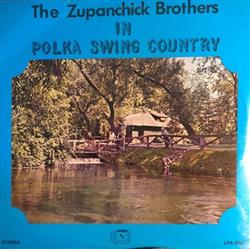 The Zupanchick Brothers
IN
POLKA SWING COUNTRY
STEREO